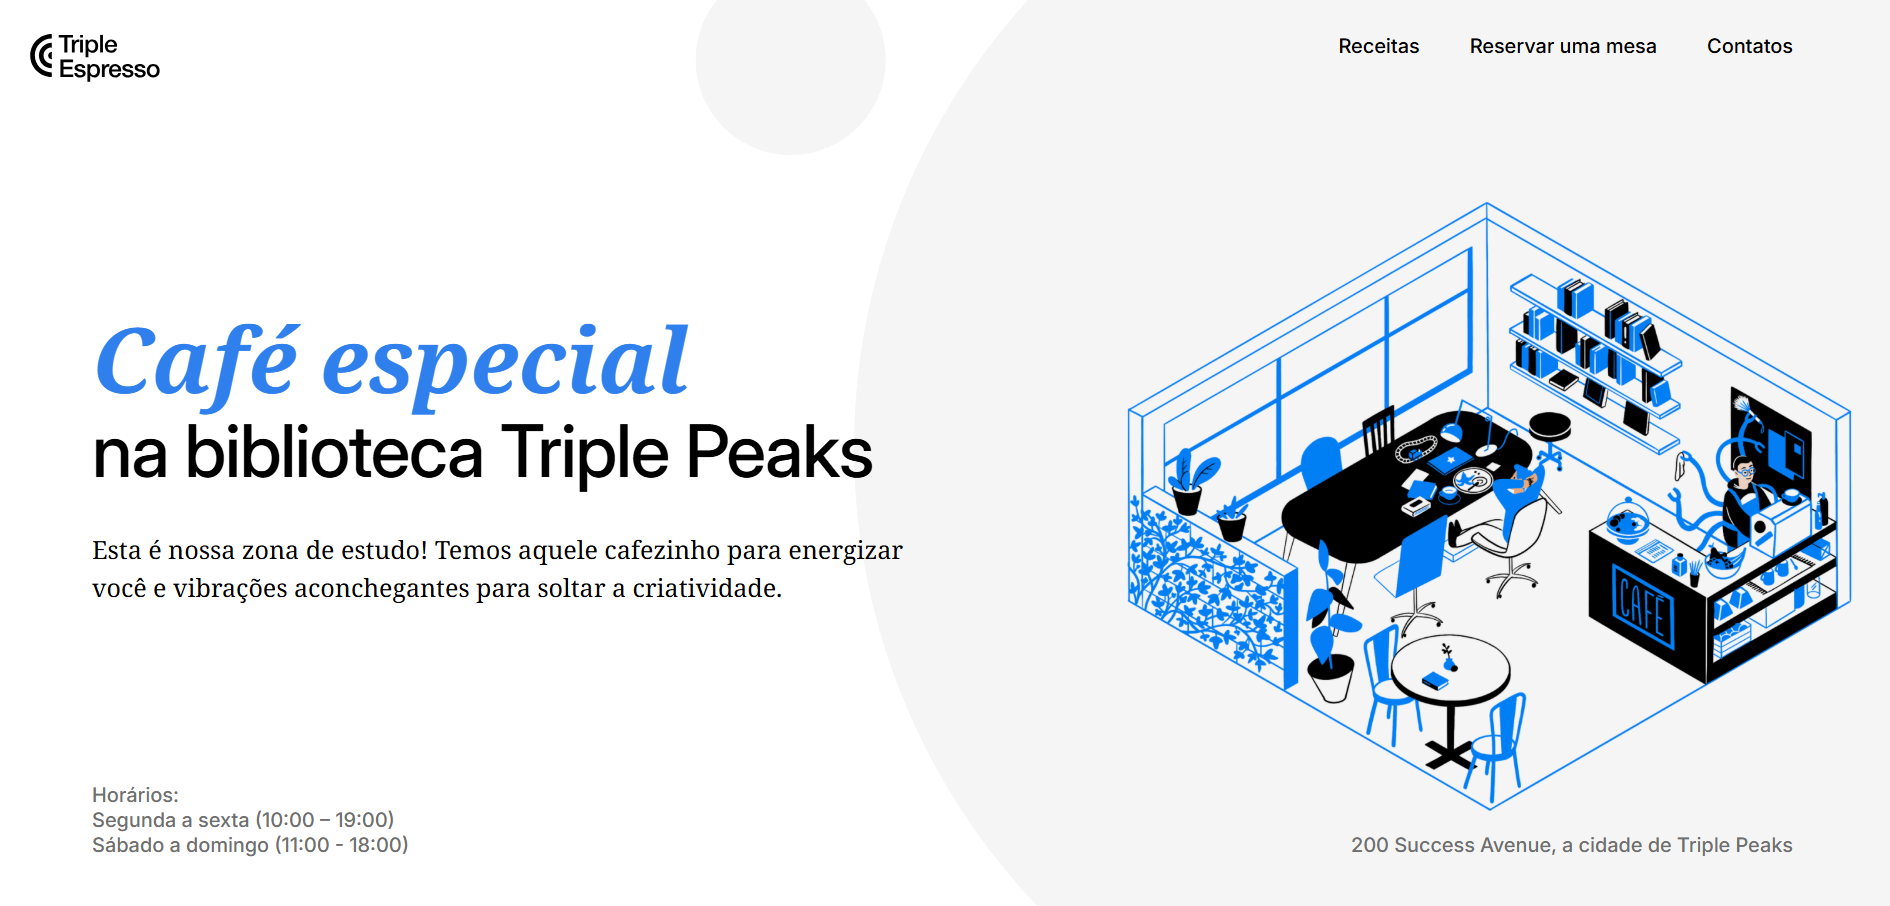 Triple
Espresso
Receitas
Reservar uma mesa
Contatos
Café especial
na biblioteca Triple Peaks
Esta é nossa zona de estudo! Temos aquele cafezinho para energizar
você e vibrações aconchegantes para soltar a criatividade.
CAFÉ
Horários:
Segunda a sexta (10:00 – 19:00)
Sábado a domingo (11:00 - 18:00)
200 Success Avenue, a cidade de Triple Peaks